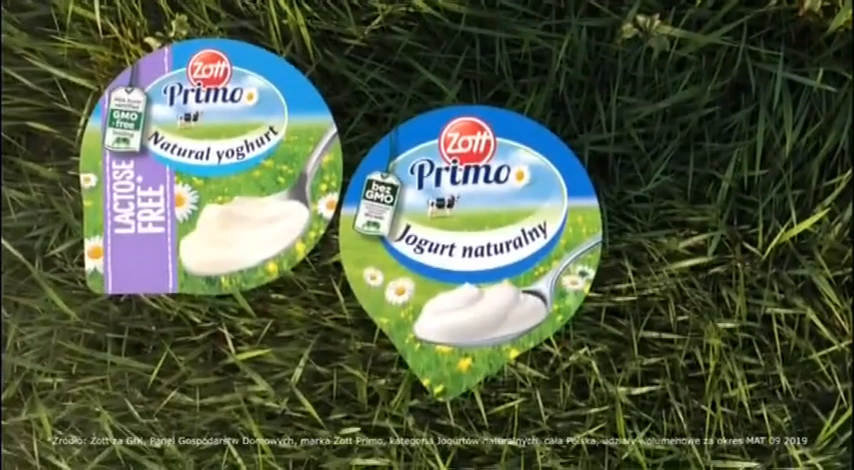 Zott
Primo
Natural yoghurt
GMO
-free
LACTOSE
FREE*
Zott
Primo
bez
GMO
Jogurt naturalny
*Źródło: Zott za GfK, Panel Gospodarstw Domowych, marka Zott Primo, kategoria Jogurtów naturalnych, cała Polska, udziały wolumenowe za okres MAT 09 2019